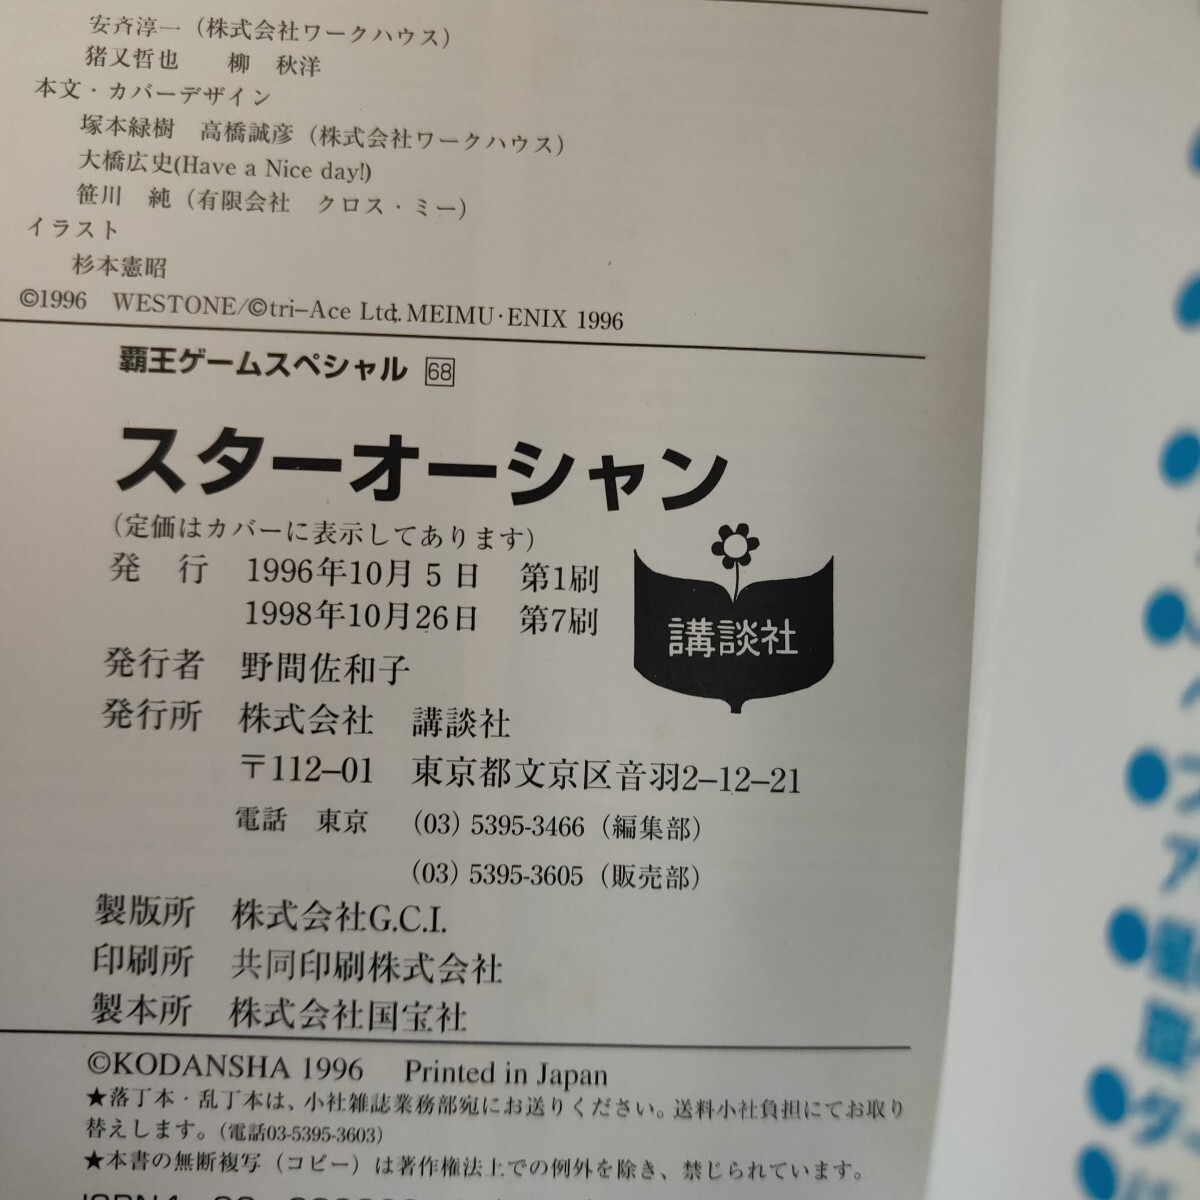 安斉淳一（株式会社ワークハウス）
猪又哲也　柳　秋洋
本文・カバーデザイン
塚本緑樹　高橋誠彦（株式会社ワークハウス）
大橋広史(Have a Nice day!)
笹川　純（有限会社　クロス・ミー）
イラスト
杉本憲昭
©1996　WESTONE/©tri–Ace Ltd. MEIMU・ENIX 1996
覇王ゲームスペシャル 68
スターオーシャン
（定価はカバーに表示してあります）
発　行　1996年10月5日　第1刷
1998年10月26日　第7刷
講談社
発行者　野間佐和子
発行所　株式会社　講談社
〒112–01　東京都文京区音羽2–12–21
電話　東京　（03）5395-3466（編集部）
（03）5395-3605（販売部）
製版所　株式会社G.C.I.
印刷所　共同印刷株式会社
製本所　株式会社国宝社
©KODANSHA 1996　Printed in Japan
★落丁本・乱丁本は、小社雑誌業務部宛にお送りください。送料小社負担にてお取り
替えします。（電話03-5395-3603）
★本書の無断複写（コピー）は著作権法上での例外を除き、禁じられています。